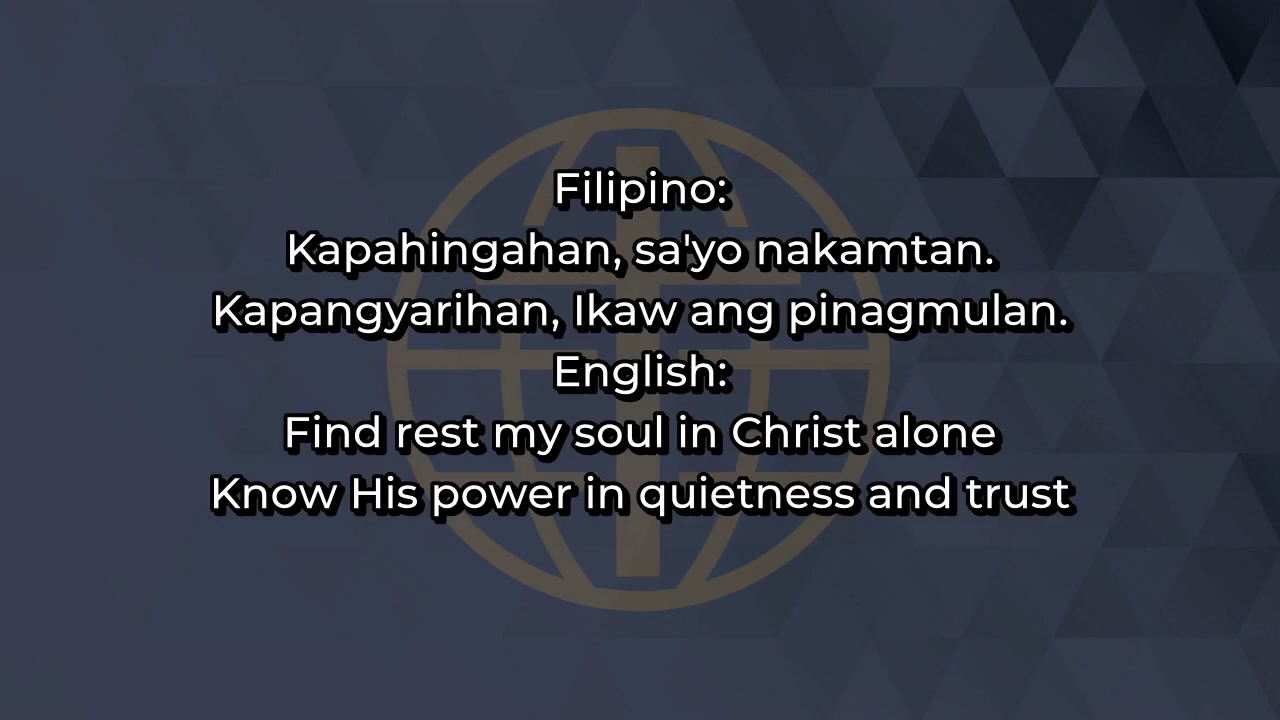 Filipino:
Kapahingahan, sa'yo nakamtan.
Kapangyarihan, Ikaw ang pinagmulan.
English:
Find rest my soul in Christ alone
Know His power in quietness and trust